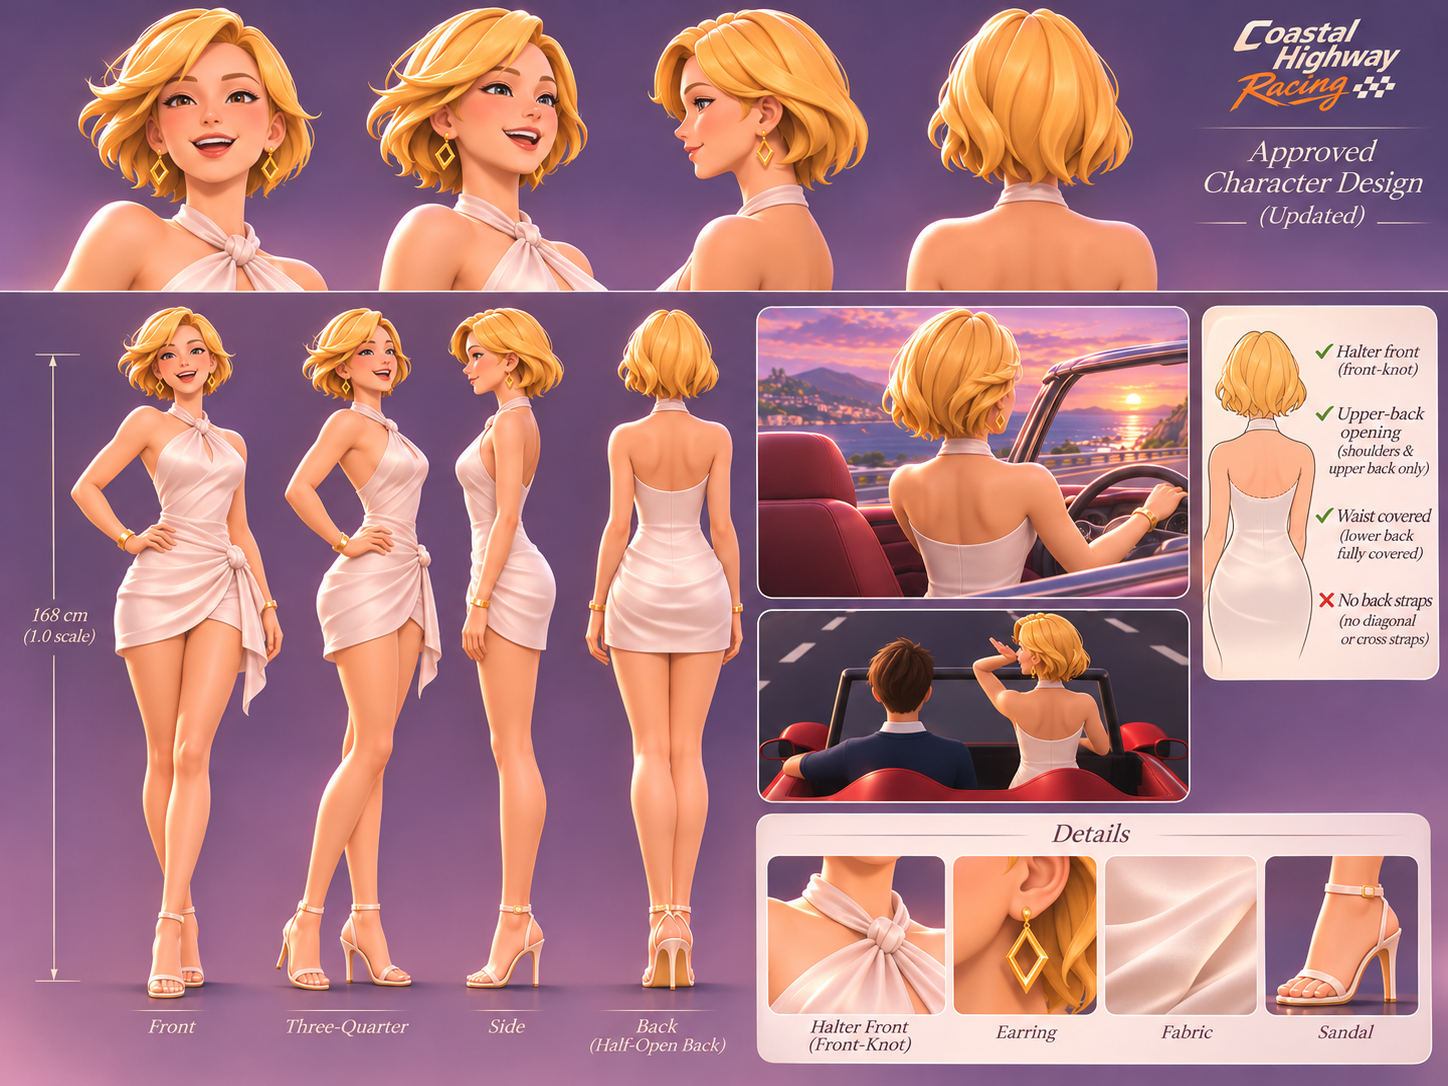 Coastal
Highway
Racing
Approved
Character Design
(Updated)
168 cm
(1.0 scale)
Front
Three-Quarter
Side
Back
(Half-Open Back)
Halter front
(front-knot)
Upper-back
opening
(shoulders &
upper back only)
Waist covered
(lower back
fully covered)
No back straps
(no diagonal
or cross straps)
Details
Halter Front
(Front-Knot)
Earring
Fabric
Sandal